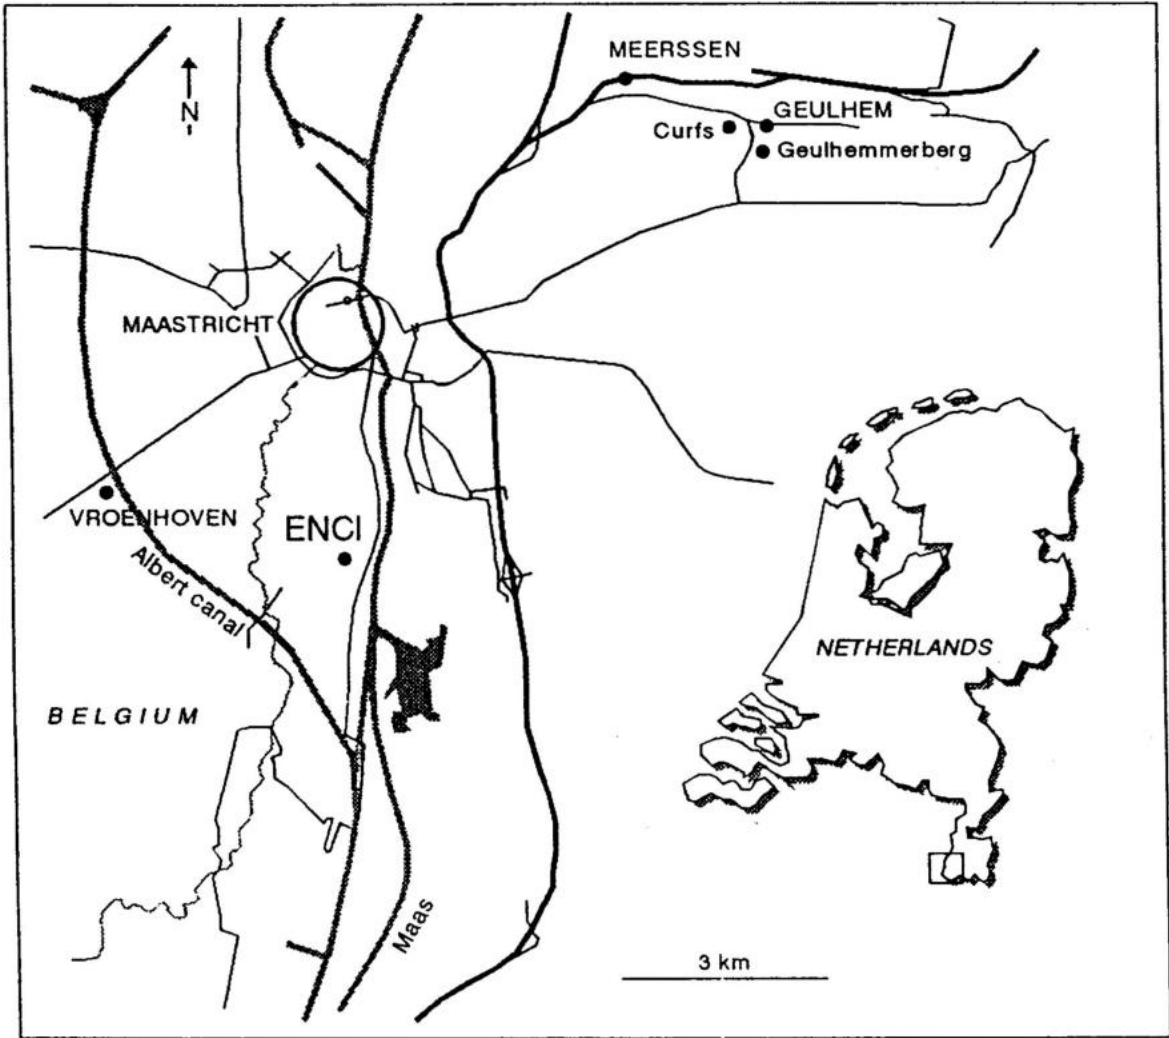 MEERSSEN
N
GEULHEM
Curfs
Geulhemmerberg
MAASTRICHT
VROENHOVEN
ENCI
Albert canal
NETHERLANDS
BELGIUM
Maas
3 km